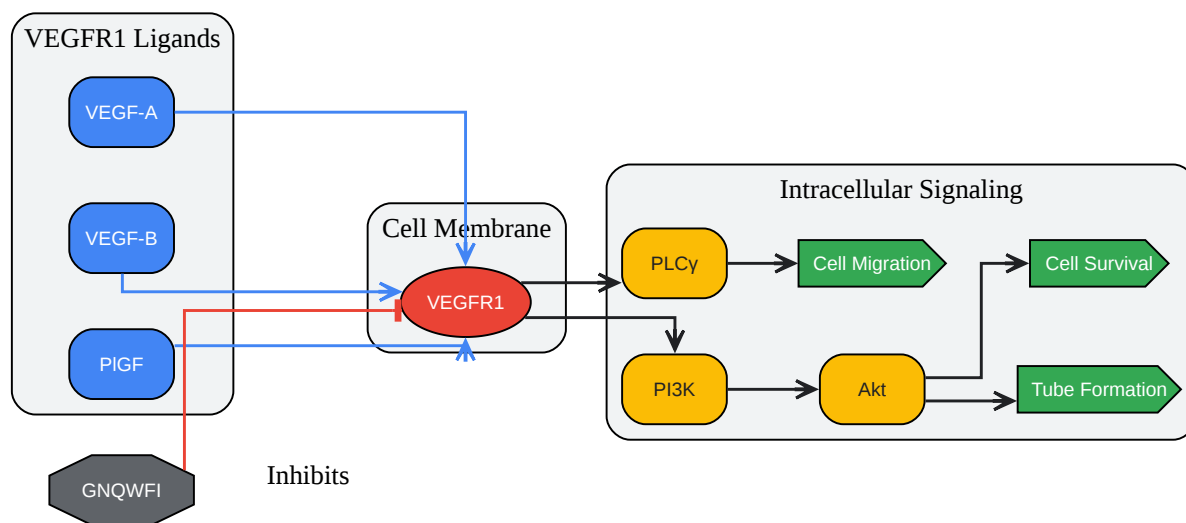 VEGFR1 Ligands
VEGF-A
VEGF-B
PlGF
GNQWFI
Inhibits
Cell Membrane
VEGFR1
Intracellular Signaling
PLCγ
Cell Migration
Cell Survival
PI3K
Akt
Tube Formation